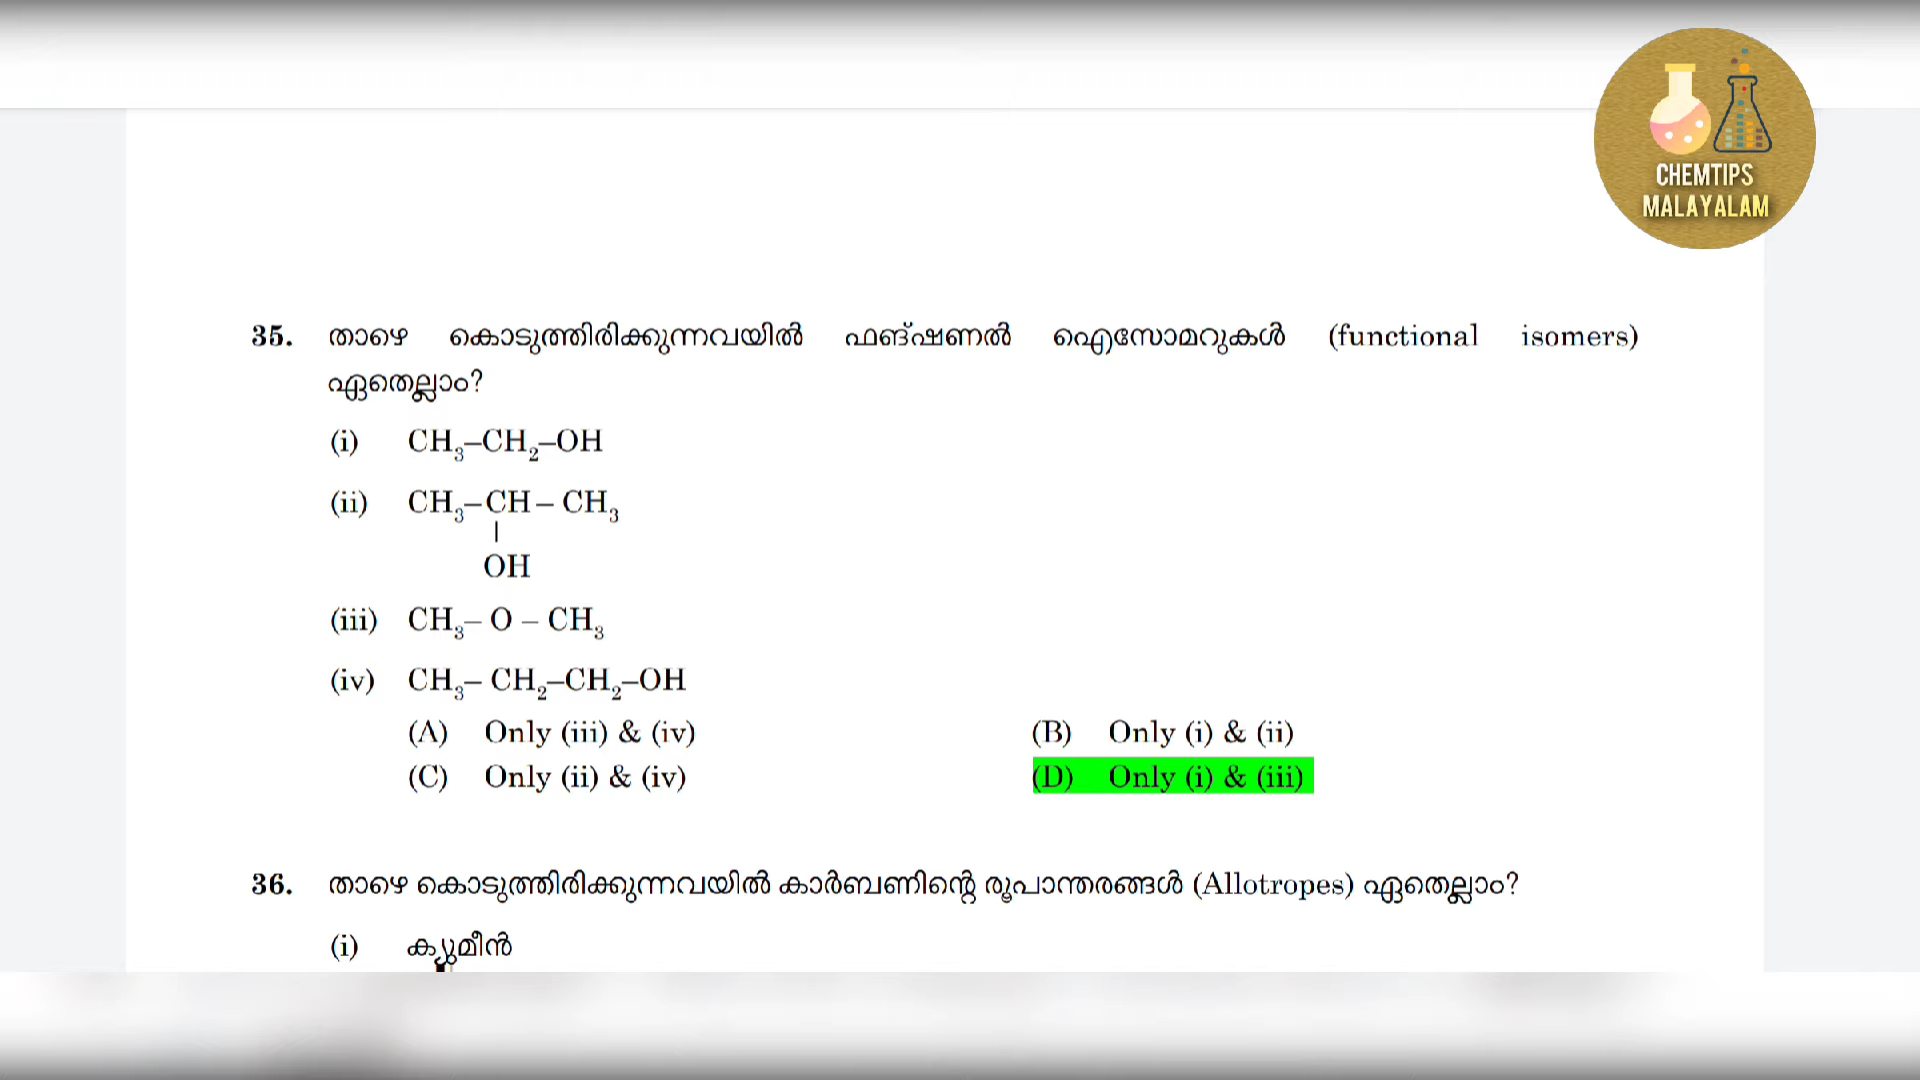 CHEMTIPS
MALAYALAM
35. താഴെ കൊടുത്തിരിക്കുന്നവയിൽ ഫങ്ഷണൽ ഐസോമറുകൾ (functional isomers)
ഏതെല്ലാം?
(i) CH₃–CH₂–OH
(ii) CH₃–CH– CH₃
|
OH
(iii) CH₃– O – CH₃
(iv) CH₃– CH₂–CH₂–OH
(A) Only (iii) & (iv) (B) Only (i) & (ii)
(C) Only (ii) & (iv) (D) Only (i) & (iii)
36. താഴെ കൊടുത്തിരിക്കുന്നവയിൽ കാർബണിന്റെ രൂപാന്തരങ്ങൾ (Allotropes) ഏതെല്ലാം?
(i) ക്യുമീൻ